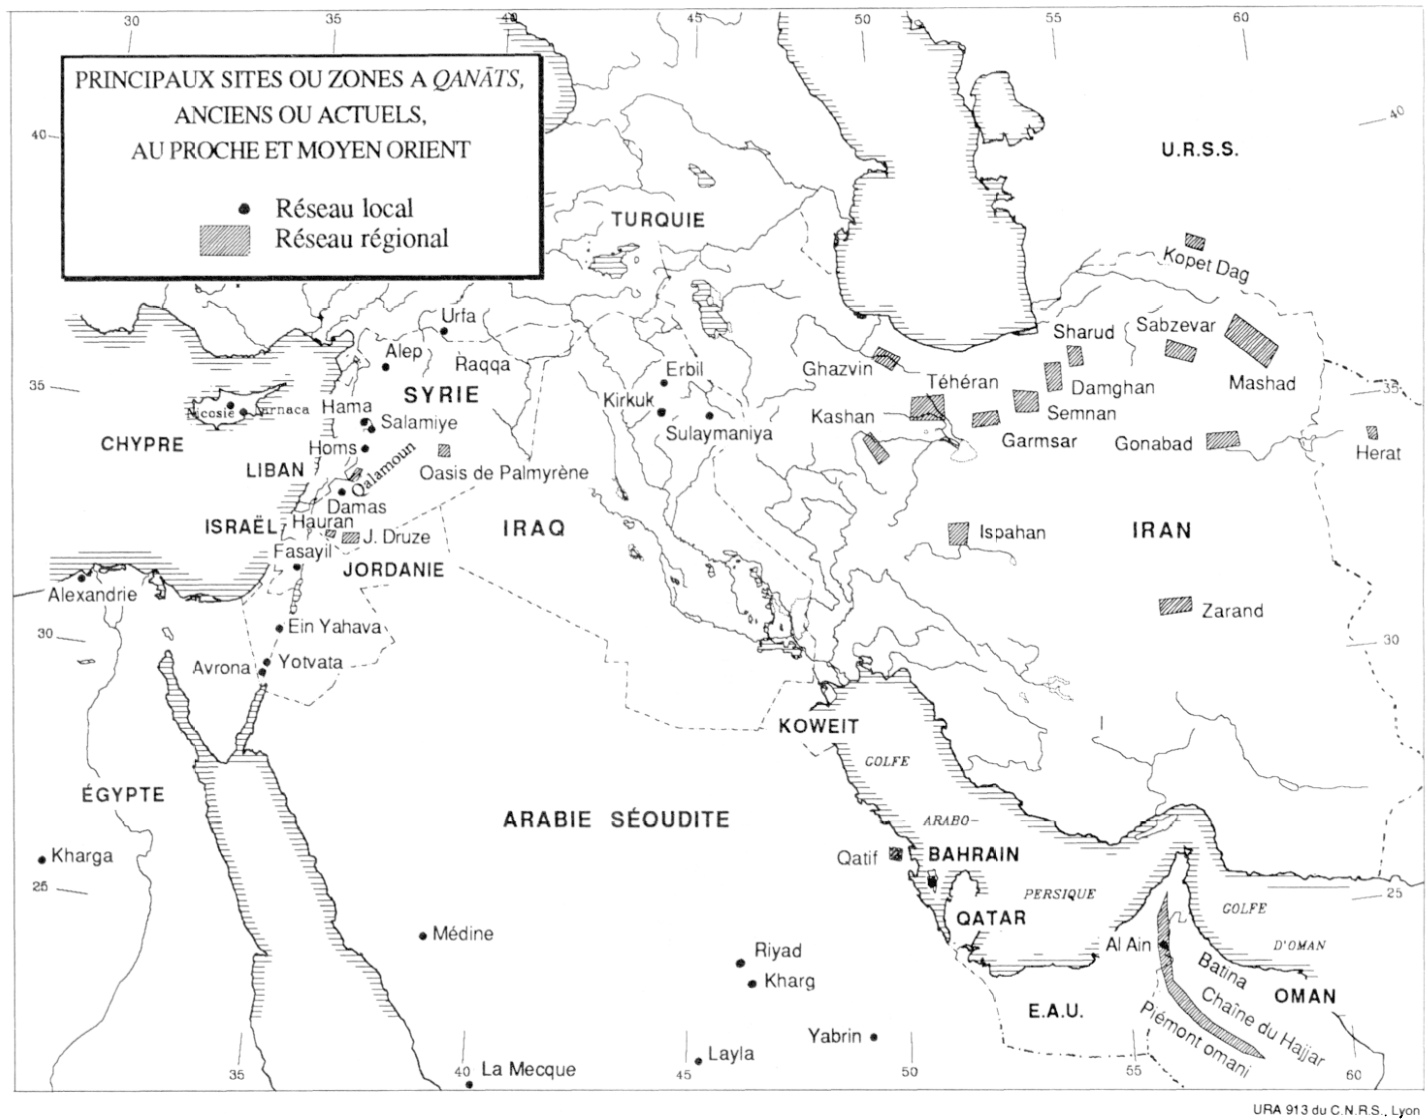 30
40
45
50
55
60
PRINCIPAUX SITES OU ZONES A QANĀTS,
ANCIENS OU ACTUELS,
AU PROCHE ET MOYEN ORIENT
Réseau local
Réseau régional
40
40
U.R.S.S.
TURQUIE
Kopet Dag
Urfa
Sharud
Sabzevar
Alep
Raqqa
Erbil
Ghazvin
Téhéran
Damghan
Mashad
35
35
SYRIE
Nicosie
Larnaca
Hama
Salamiye
Kirkuk
Sulaymaniya
Kashan
Semnan
Garmsar
Gonabad
Herat
CHYPRE
Homs
LIBAN
Qalamoun
Oasis de Palmyrène
Damas
ISRAËL
Hauran
J. Druze
IRAQ
Ispahan
IRAN
Fasayil
JORDANIE
Alexandrie
Zarand
30
30
Ein Yahava
Avrona
Yotvata
KOWEIT
GOLFE
ÉGYPTE
ARABIE SÉOUDITE
ARABO-
Kharga
Qatif
BAHRAIN
25
25
PERSIQUE
GOLFE
QATAR
Médine
Al Ain
D'OMAN
Riyad
Kharg
Batina
OMAN
E.A.U.
Chaîne du Hajjar
Piémont omani
Yabrin
Layla
La Mecque
35
40
45
50
55
60
URA 913 du C.N.R.S., Lyon